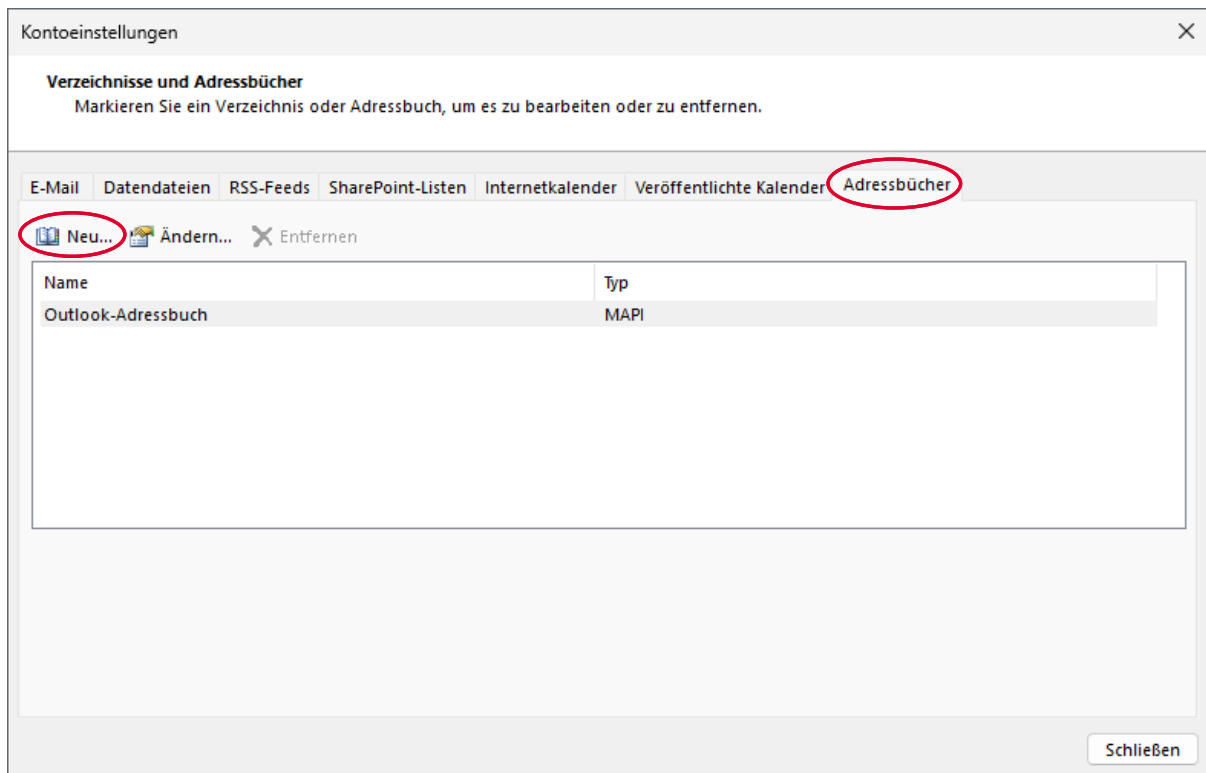 Kontoeinstellungen
Verzeichnisse und Adressbücher
Markieren Sie ein Verzeichnis oder Adressbuch, um es zu bearbeiten oder zu entfernen.
E-Mail Datendateien RSS-Feeds SharePoint-Listen Internetkalender Veröffentlichte Kalender Adressbücher
Neu... Ändern... Entfernen
Name Typ
Outlook-Adressbuch MAPI
Schließen